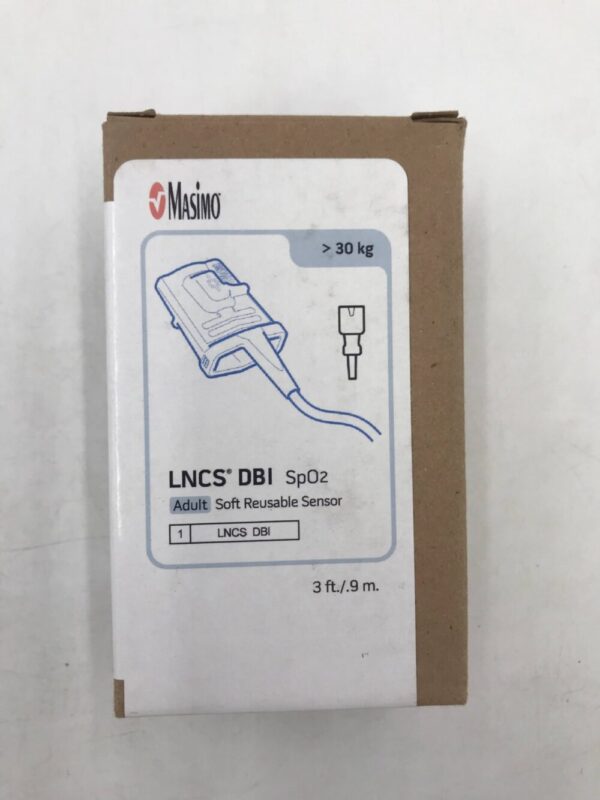 MASIMO
> 30 kg
LNCS® DBI SpO2
Adult Soft Reusable Sensor
1 LNCS DBI
3 ft./.9 m.